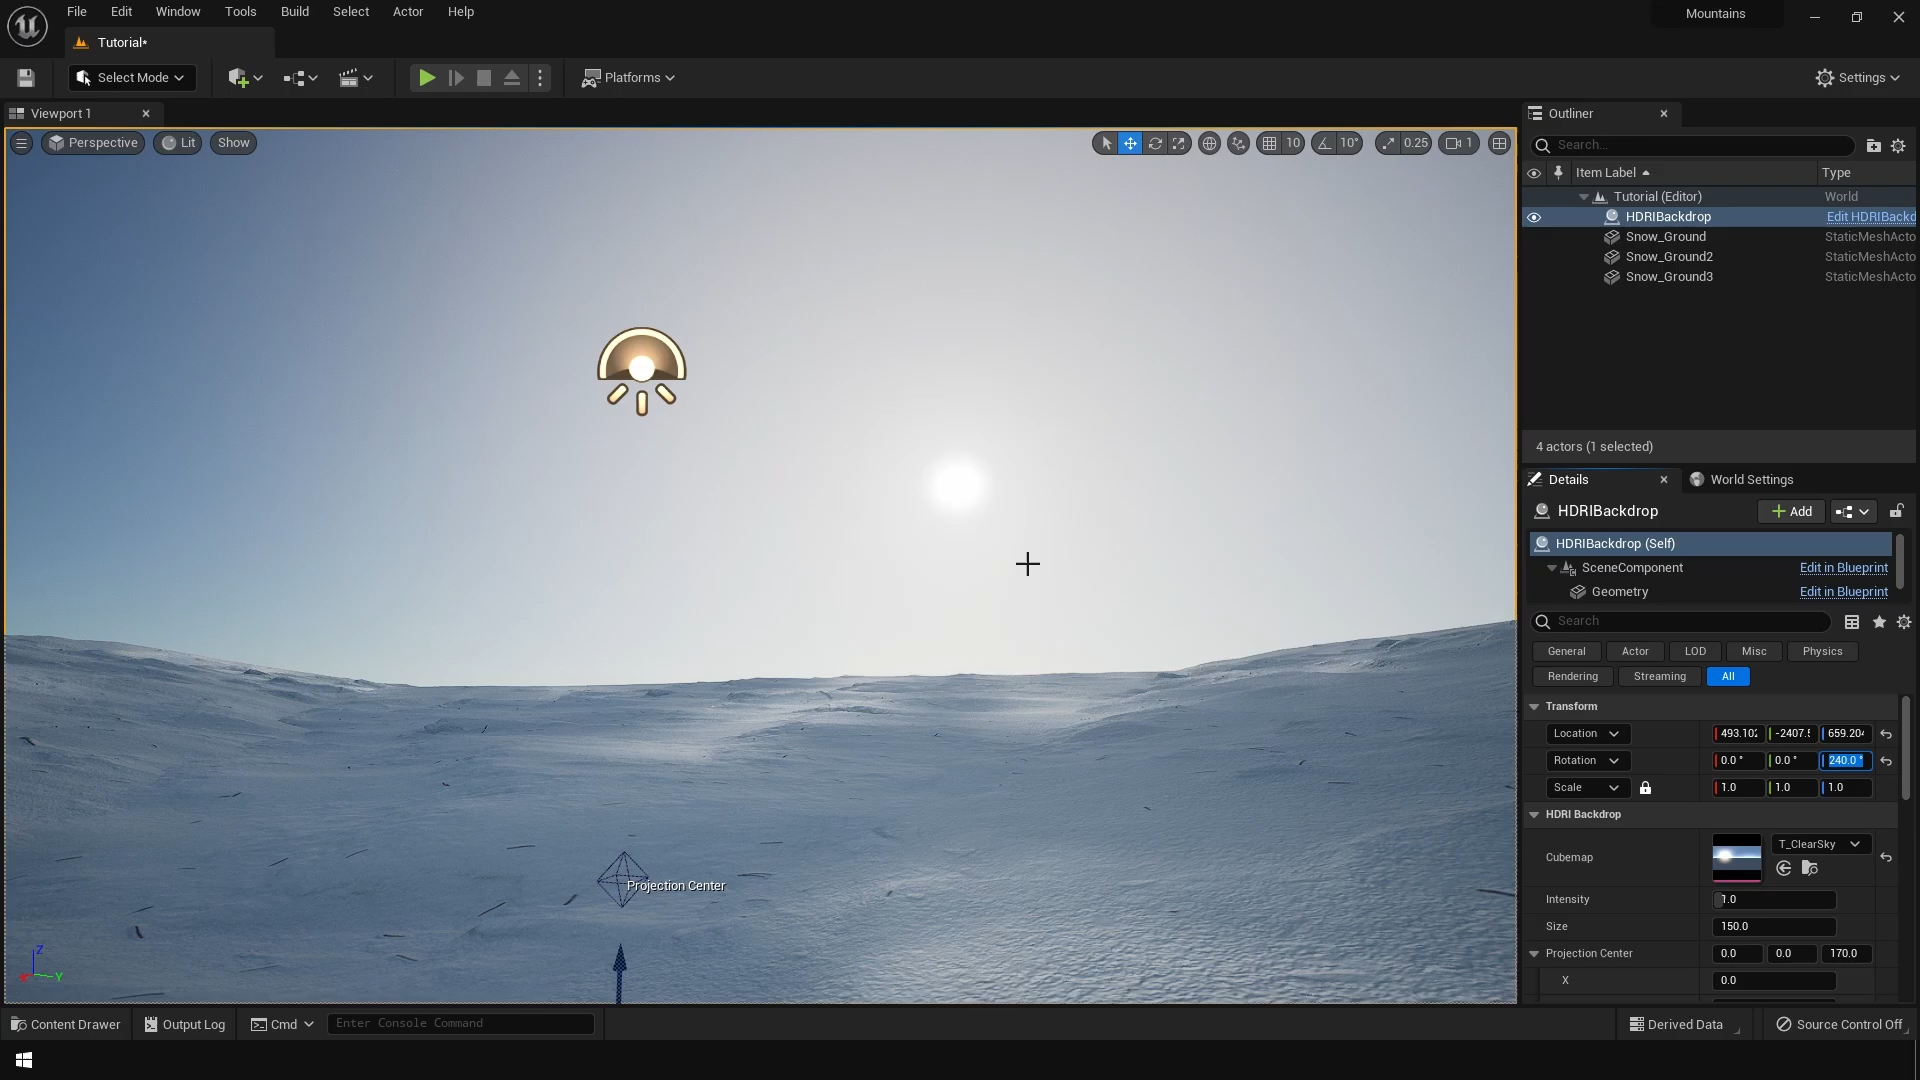 File Edit Window Tools Build Select Actor Help
Mountains
Tutorial*
Select Mode
Platforms
Settings
Viewport 1
Outliner
Perspective Lit Show
10 10° 0.25 1
Search...
Item Label Type
Tutorial (Editor) World
HDRIBackdrop Edit HDRIBackd
Snow_Ground StaticMeshActo
Snow_Ground2 StaticMeshActo
Snow_Ground3 StaticMeshActo
4 actors (1 selected)
Details World Settings
HDRIBackdrop Add
HDRIBackdrop (Self)
SceneComponent Edit in Blueprint
Geometry Edit in Blueprint
Search
General Actor LOD Misc Physics
Rendering Streaming All
Transform
Location 493.102 -2407.5 659.204
Rotation 0.0 ° 0.0 ° 240.0 °
Scale 1.0 1.0 1.0
HDRI Backdrop
Cubemap T_ClearSky
Intensity 1.0
Size 150.0
Projection Center 0.0 0.0 170.0
X 0.0
Projection Center
Z
Y
Content Drawer Output Log Cmd Enter Console Command Derived Data Source Control Off